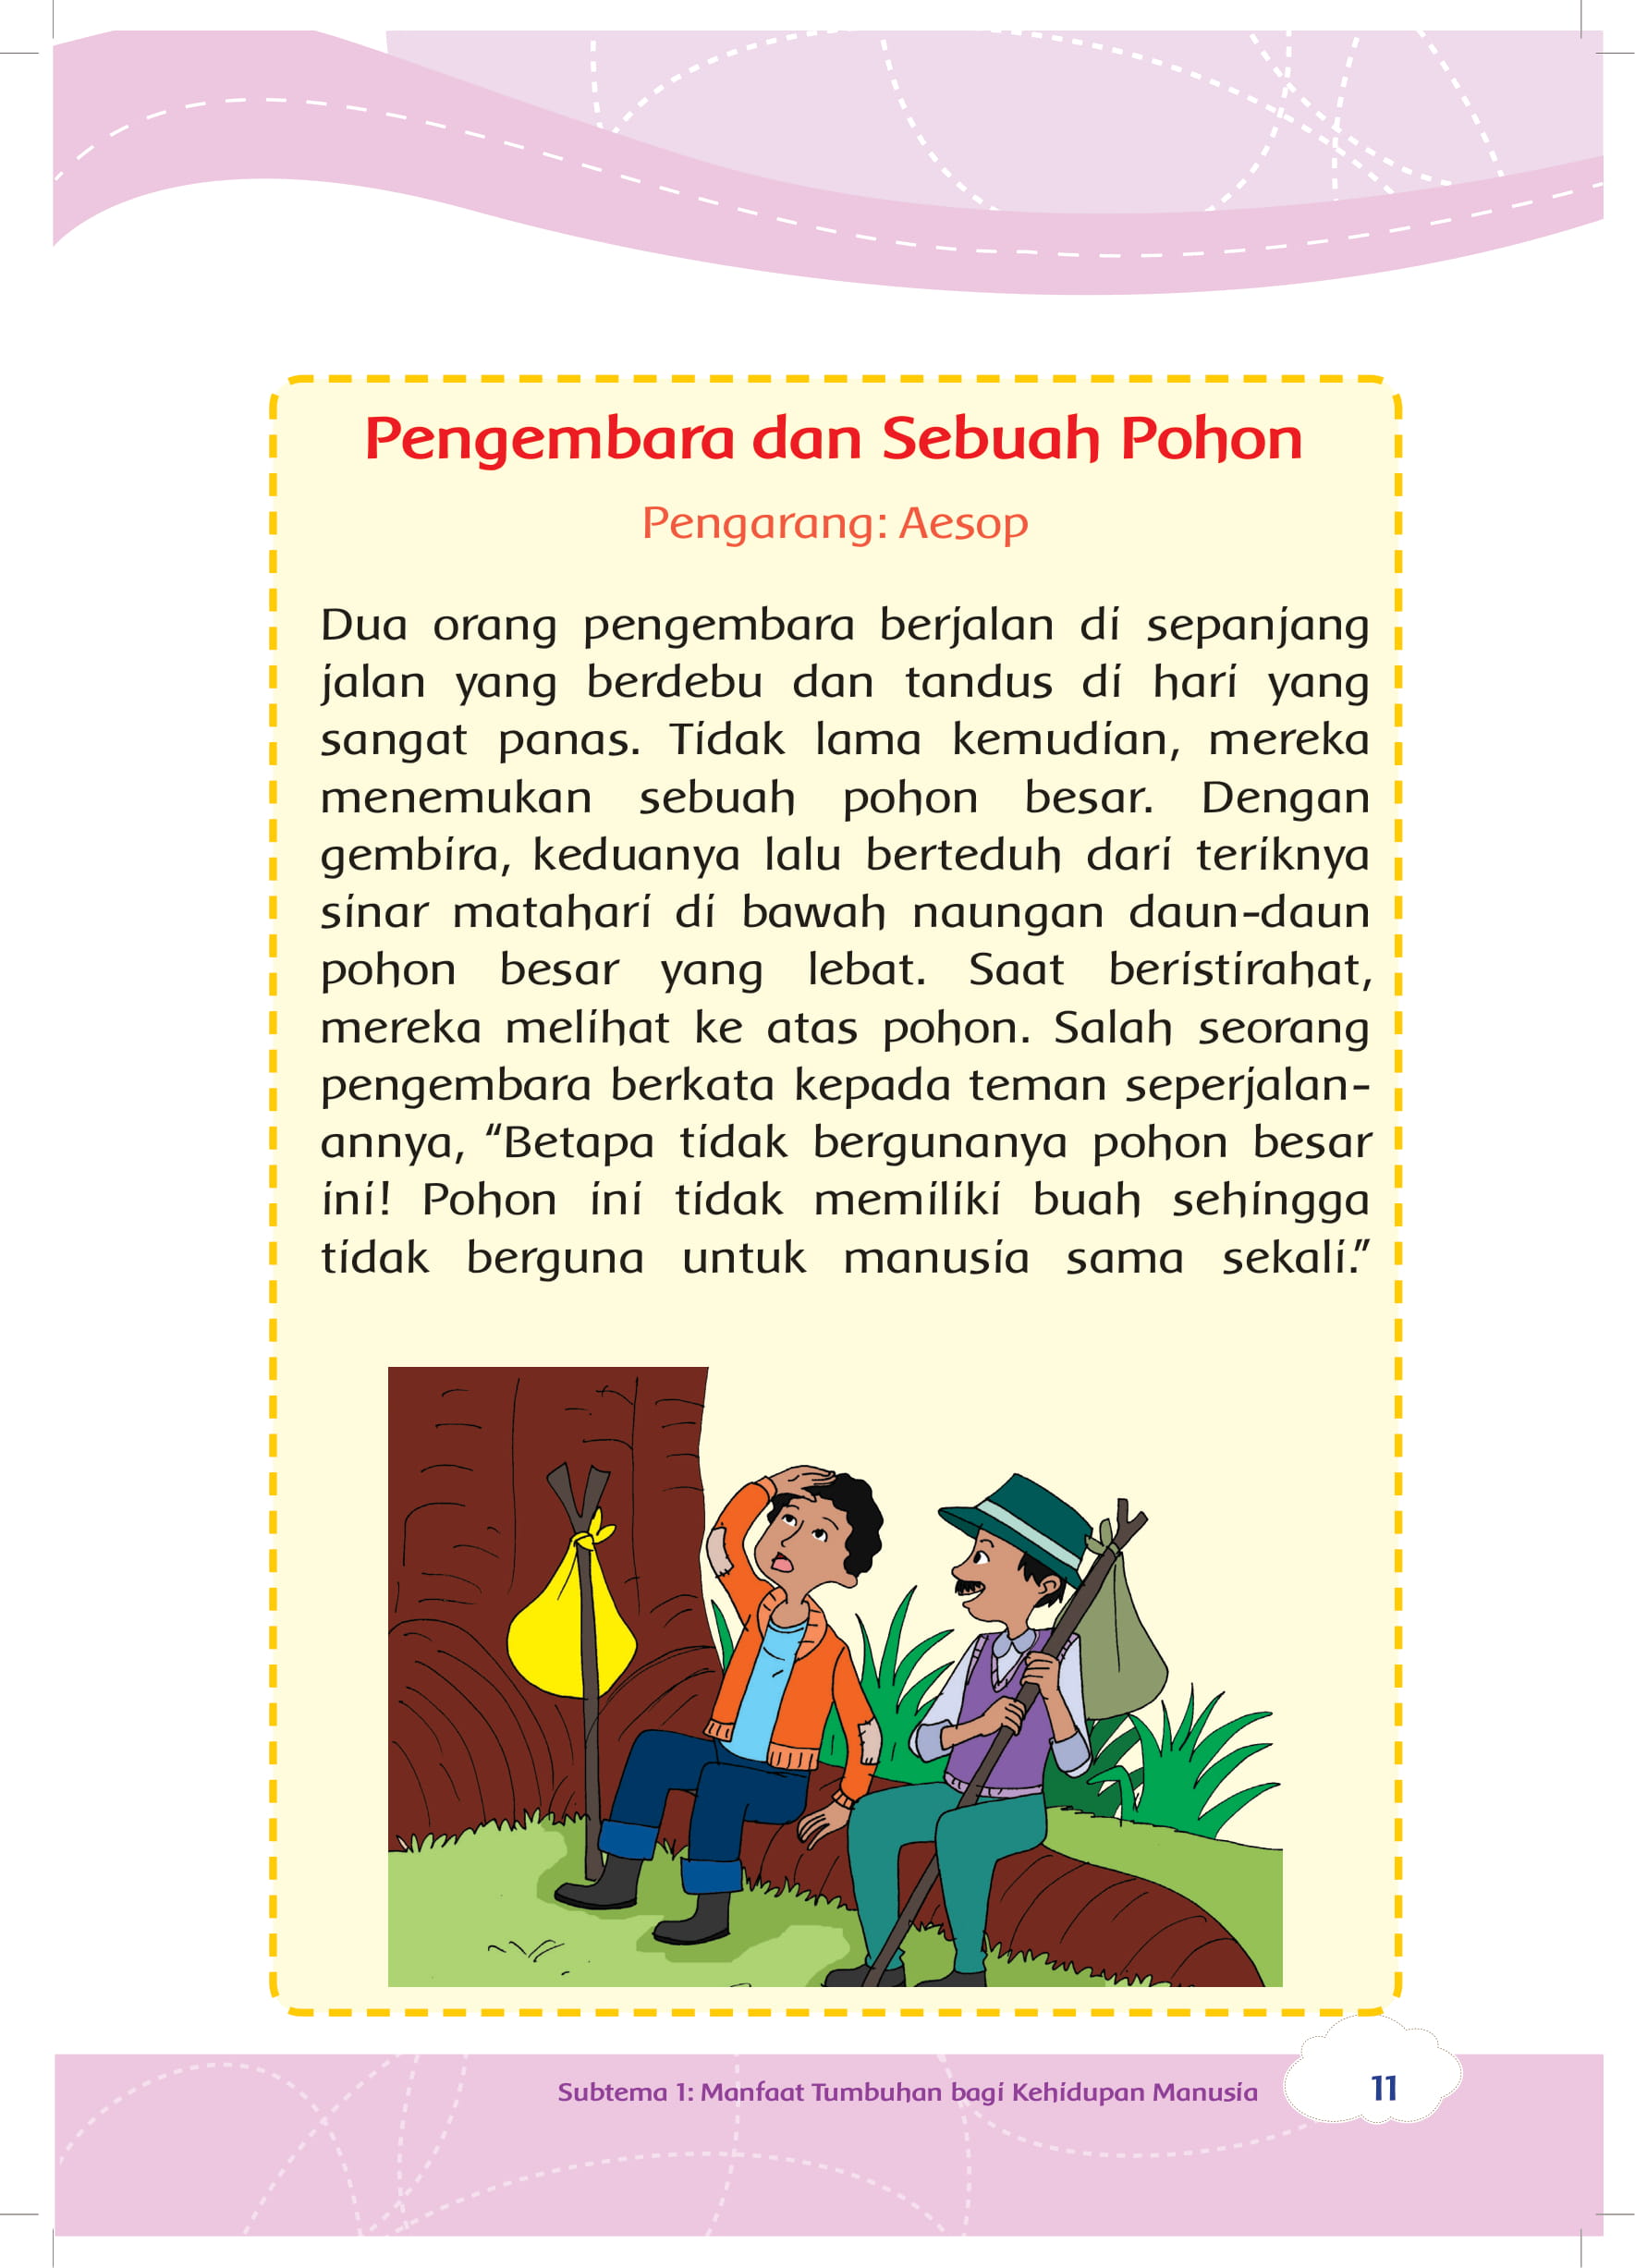 Pengembara dan Sebuah Pohon
Pengarang: Aesop
Dua orang pengembara berjalan di sepanjang
jalan yang berdebu dan tandus di hari yang
sangat panas. Tidak lama kemudian, mereka
menemukan sebuah pohon besar. Dengan
gembira, keduanya lalu berteduh dari teriknya
sinar matahari di bawah naungan daun-daun
pohon besar yang lebat. Saat beristirahat,
mereka melihat ke atas pohon. Salah seorang
pengembara berkata kepada teman seperjalan-
annya, “Betapa tidak bergunanya pohon besar
ini! Pohon ini tidak memiliki buah sehingga
tidak berguna untuk manusia sama sekali.”
Subtema 1: Manfaat Tumbuhan bagi Kehidupan Manusia
11